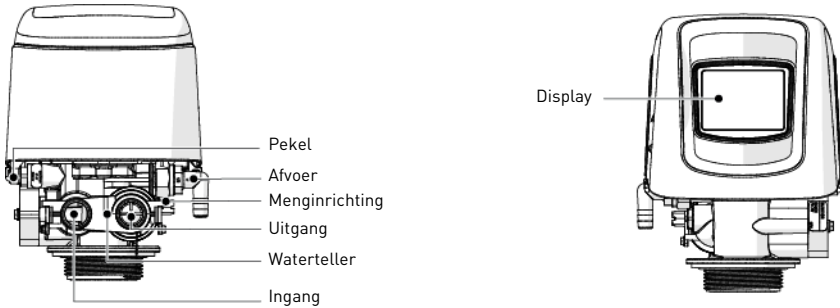 Pekel
Afvoer
Menginrichting
Uitgang
Waterteller
Ingang
Display